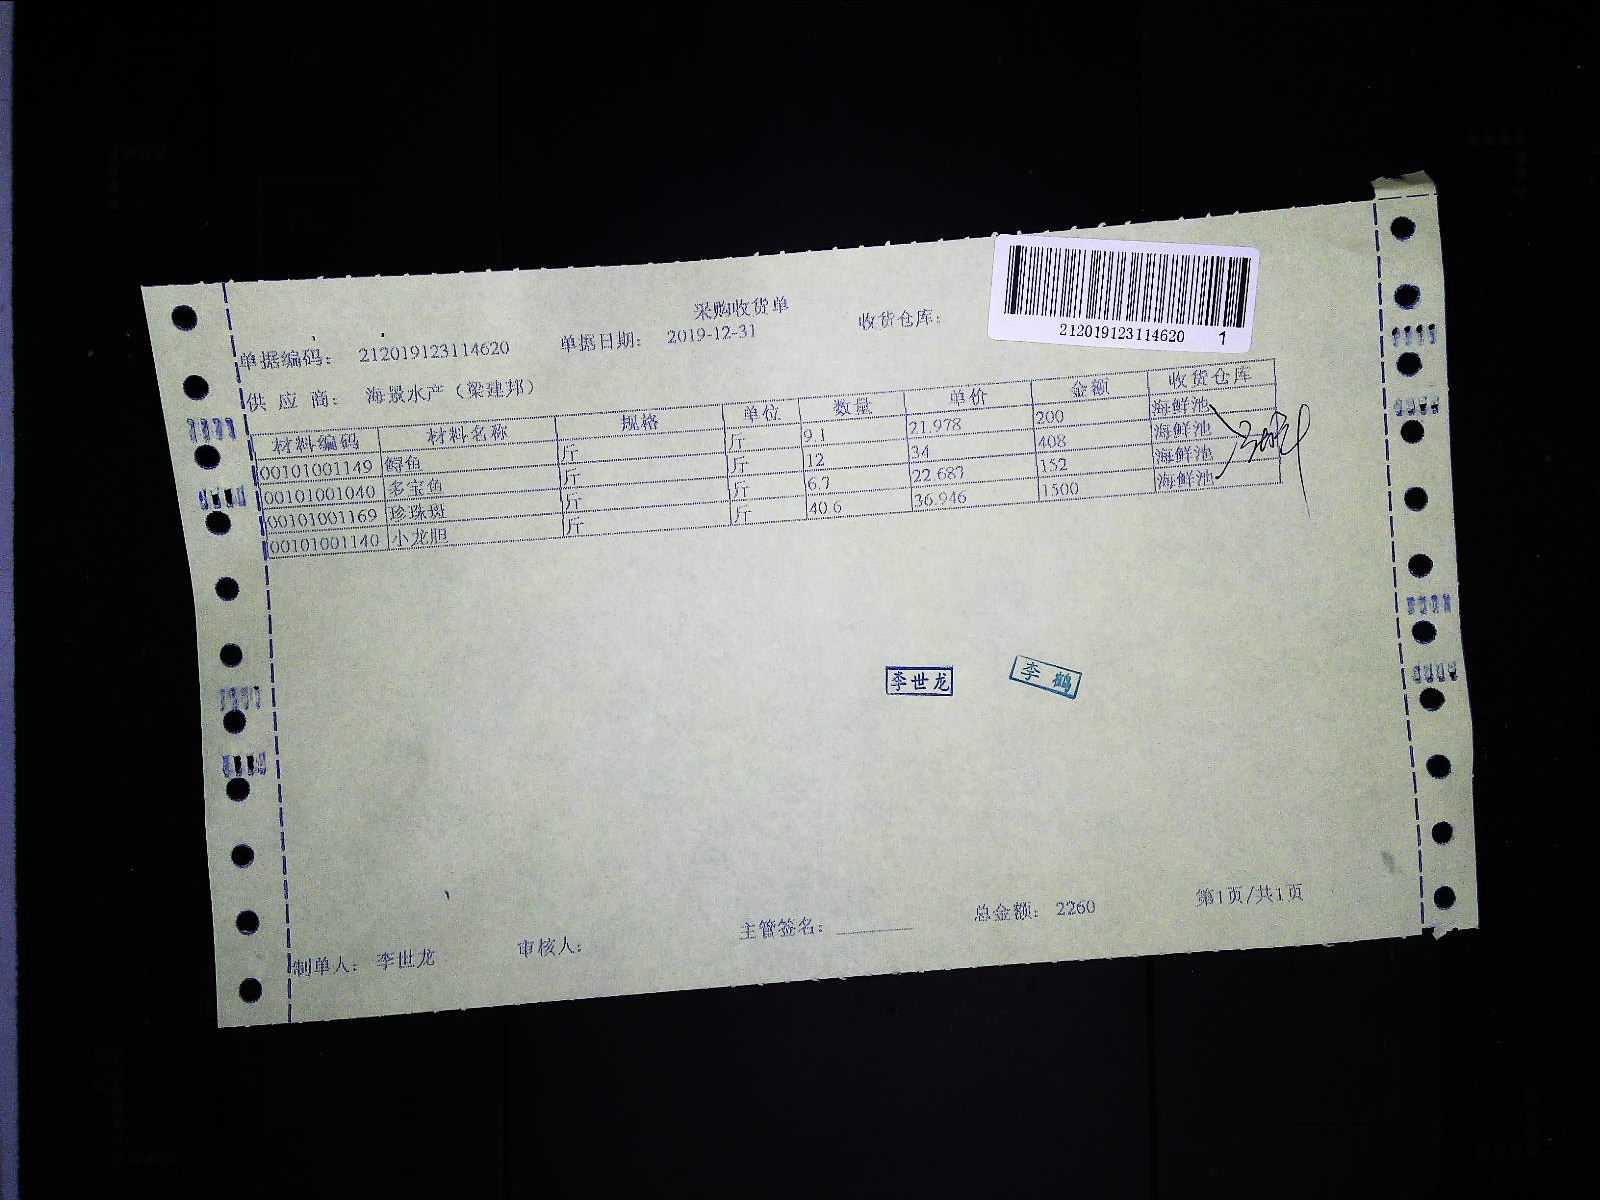 采购收货单
212019123114620 1
单据编码: 212019123114620 单据日期: 2019-12-31 收货仓库:
供 应 商: 海景水产(梁建邦)
材料编码 材料名称 规格 单位 数量 单价 金额 收货仓库
00101001149 鲟鱼 斤 斤 9.1 21.978 200 海鲜池
00101001040 多宝鱼 斤 斤 12 34 408 海鲜池
00101001169 珍珠斑 斤 斤 6.7 22.687 152 海鲜池
00101001140 小龙胆 斤 斤 40.6 36.946 1500 海鲜池
李世龙 李鹤
制单人: 李世龙 审核人: 主管签名: 总金额: 2260 第1页/共1页